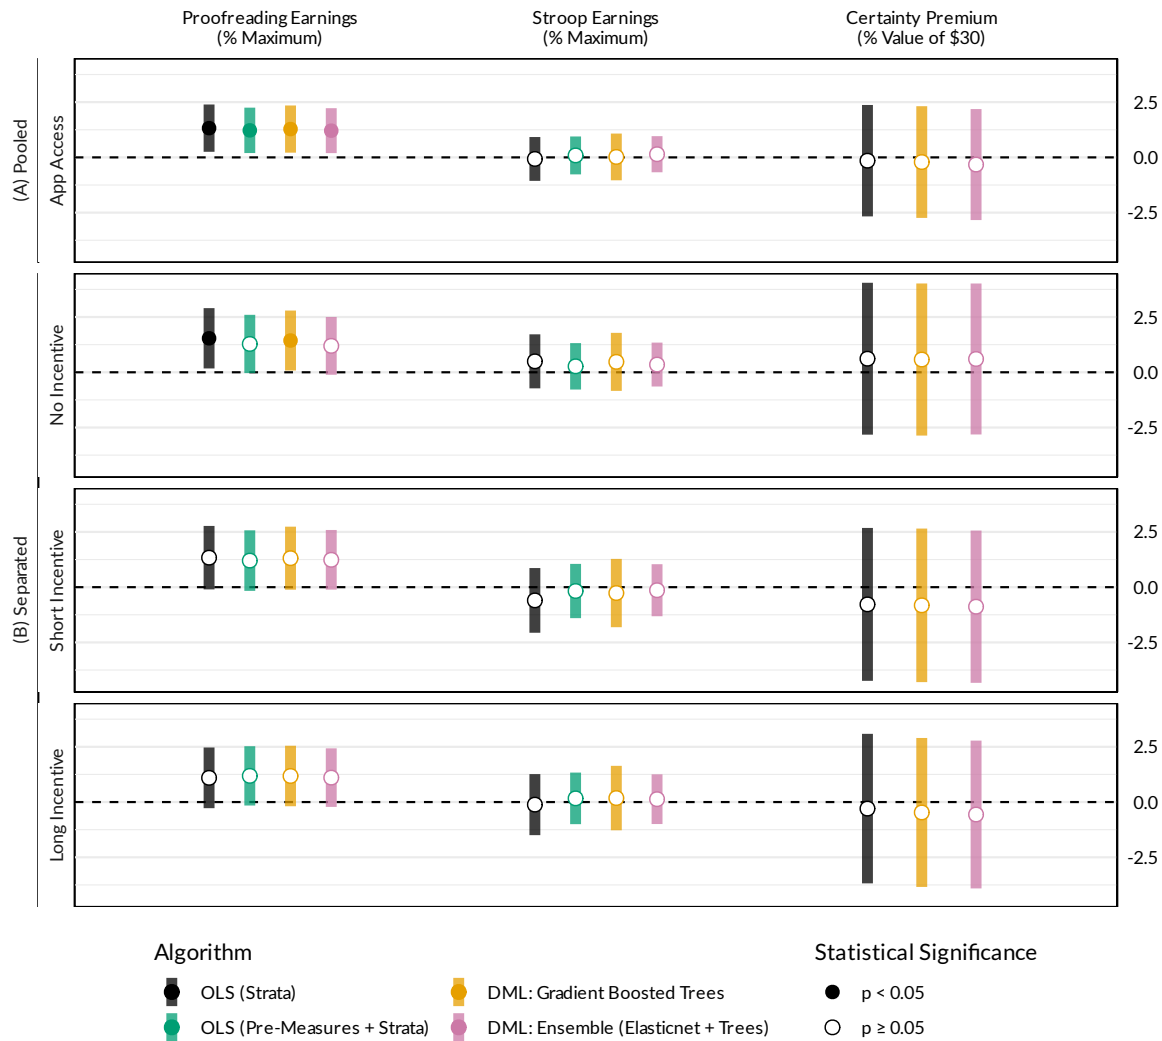 Proofreading Earnings
(% Maximum)
Stroop Earnings
(% Maximum)
Certainty Premium
(% Value of $30)
(A) Pooled
App Access
2.5
0.0
-2.5
(B) Separated
No Incentive
2.5
0.0
-2.5
Short Incentive
2.5
0.0
-2.5
Long Incentive
2.5
0.0
-2.5
Algorithm
OLS (Strata)
OLS (Pre-Measures + Strata)
DML: Gradient Boosted Trees
DML: Ensemble (Elasticnet + Trees)
Statistical Significance
p < 0.05
p ≥ 0.05